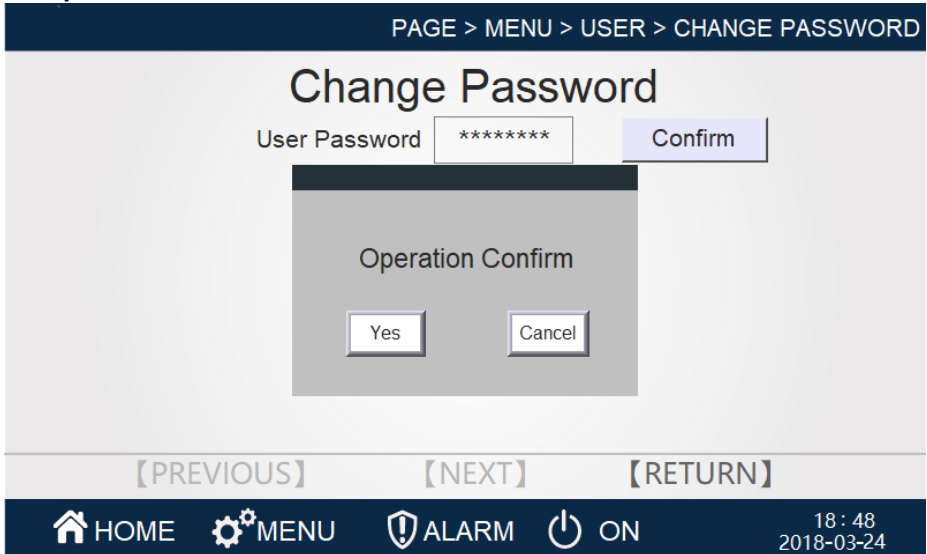 PAGE > MENU > USER > CHANGE PASSWORD
Change Password
User Password ******** Confirm
Operation Confirm
Yes Cancel
【PREVIOUS】 【NEXT】 【RETURN】
HOME MENU ALARM ON 18:48
2018-03-24